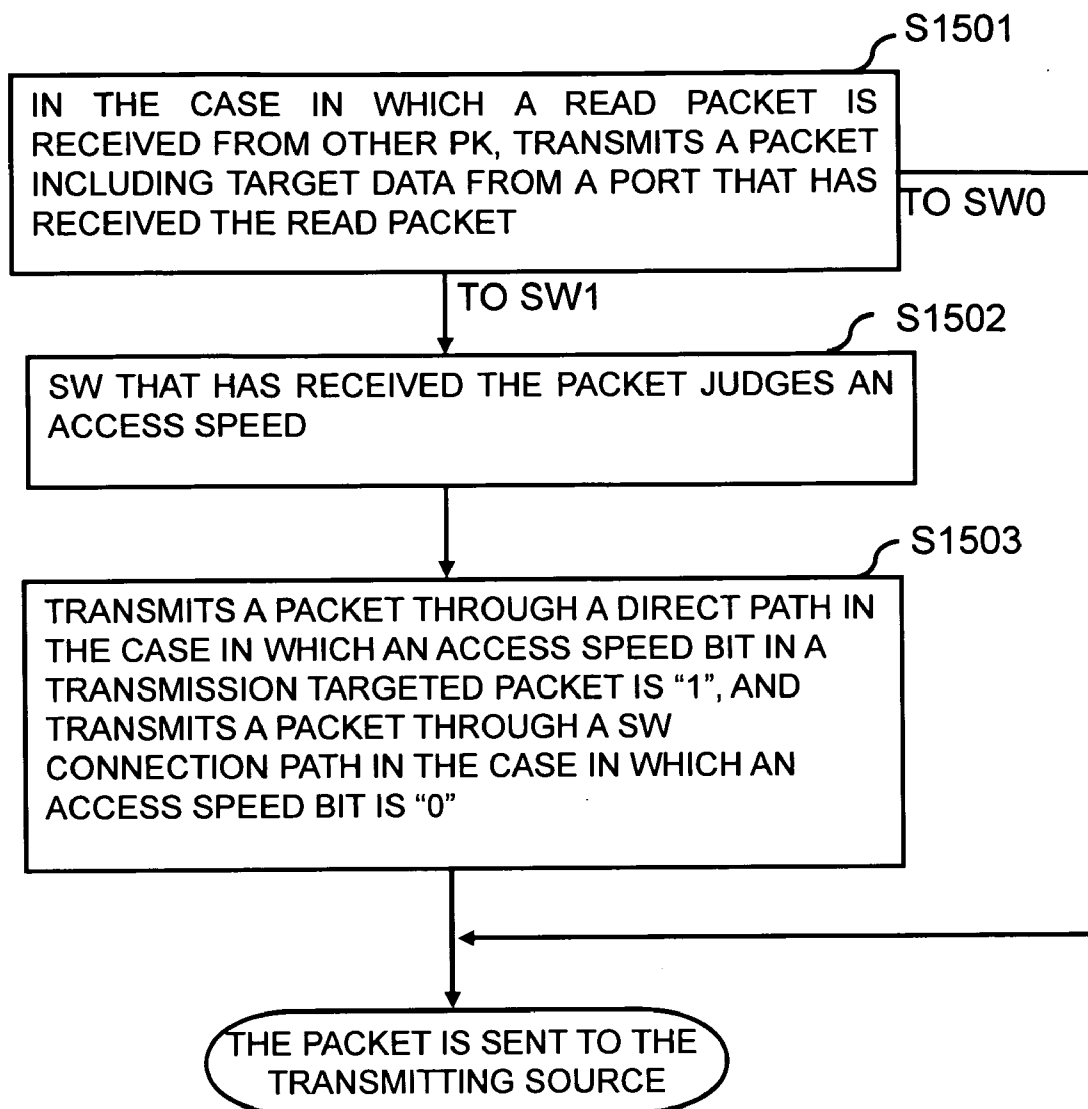 S1501
IN THE CASE IN WHICH A READ PACKET IS
RECEIVED FROM OTHER PK, TRANSMITS A PACKET
INCLUDING TARGET DATA FROM A PORT THAT HAS
RECEIVED THE READ PACKET
TO SW0
TO SW1
S1502
SW THAT HAS RECEIVED THE PACKET JUDGES AN
ACCESS SPEED
S1503
TRANSMITS A PACKET THROUGH A DIRECT PATH IN
THE CASE IN WHICH AN ACCESS SPEED BIT IN A
TRANSMISSION TARGETED PACKET IS “1”, AND
TRANSMITS A PACKET THROUGH A SW
CONNECTION PATH IN THE CASE IN WHICH AN
ACCESS SPEED BIT IS “0”
THE PACKET IS SENT TO THE
TRANSMITTING SOURCE